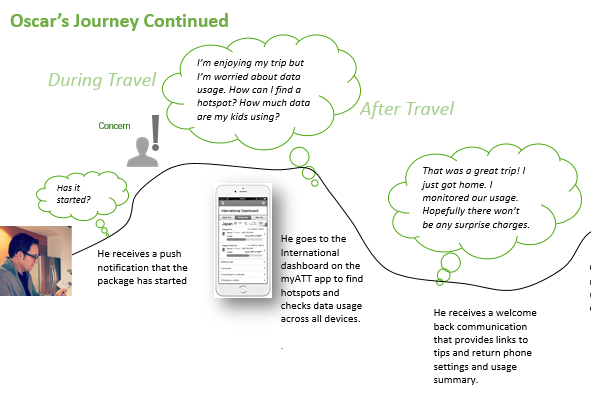 Oscar's Journey Continued
During Travel
I'm enjoying my trip but
I'm worried about data
usage. How can I find a
hotspot? How much data
are my kids using?
After Travel
Concern
Has it
started?
That was a great trip! I
just got home. I
monitored our usage.
Hopefully there won't
be any surprise charges.
He receives a push
notification that the
package has started
International Dashboard
Japan
He goes to the
International
dashboard on the
myATT app to find
hotspots and
checks data usage
across all devices.
.
He receives a welcome
back communication
that provides links to
tips and return phone
settings and usage
summary.